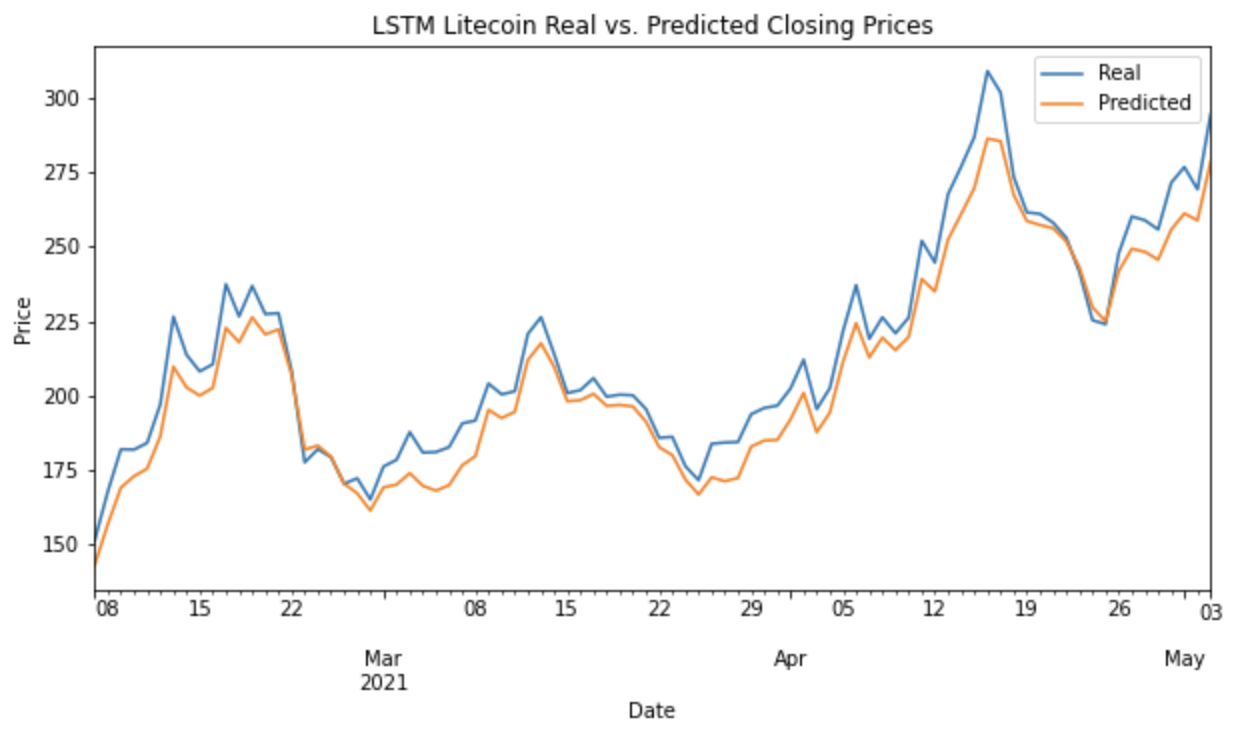 LSTM Litecoin Real vs. Predicted Closing Prices
Real
Predicted
300
275
250
225
200
175
150
Price
08 15 22 08 15 22 29 05 12 19 26 03
Mar Apr May
2021
Date